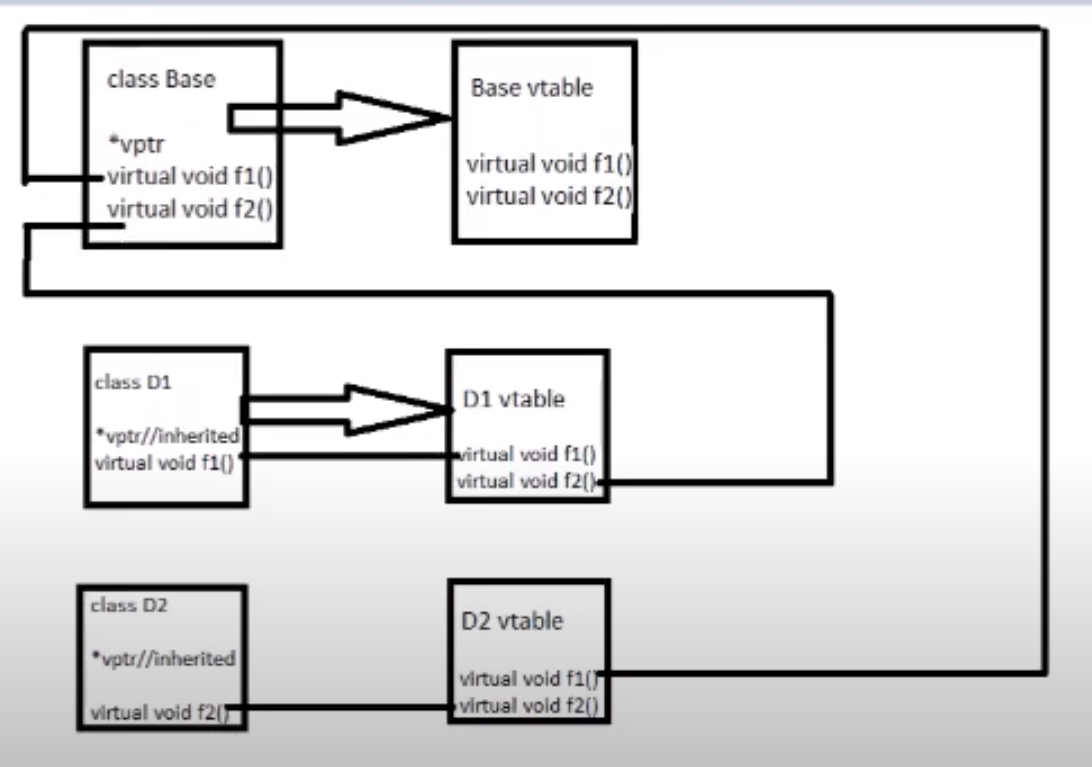 class Base
*vptr
virtual void f1()
virtual void f2()
Base vtable
virtual void f1()
virtual void f2()
class D1
*vptr//inherited
virtual void f1()
D1 vtable
virtual void f1()
virtual void f2()
class D2
*vptr//inherited
virtual void f2()
D2 vtable
virtual void f1()
virtual void f2()